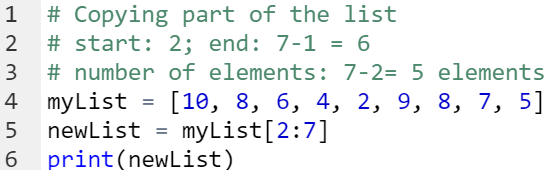 1 # Copying part of the list
2 # start: 2; end: 7-1 = 6
3 # number of elements: 7-2= 5 elements
4 myList = [10, 8, 6, 4, 2, 9, 8, 7, 5]
5 newList = myList[2:7]
6 print(newList)